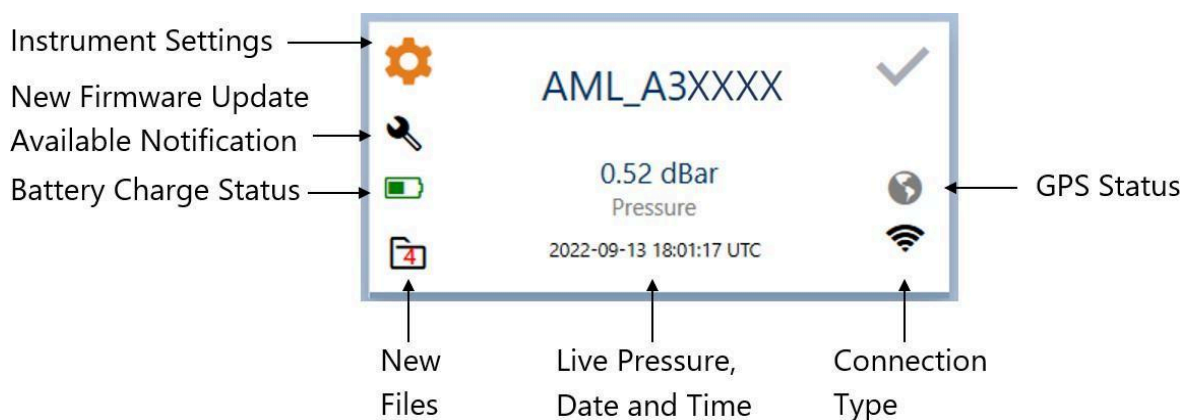 Instrument Settings
New Firmware Update
Available Notification
Battery Charge Status
AML_A3XXXX
0.52 dBar
Pressure
2022-09-13 18:01:17 UTC
4
GPS Status
New
Files
Live Pressure,
Date and Time
Connection
Type